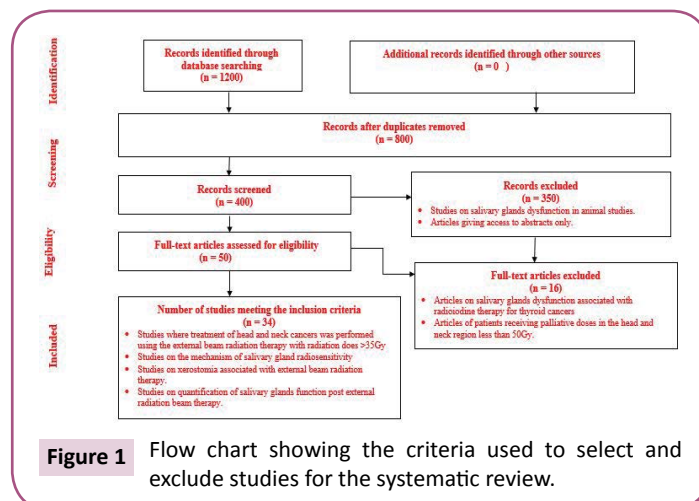 Identification
Records identified through
database searching
(n = 1200)
Additional records identified through other sources
(n = 0 )
Screening
Records after duplicates removed
(n = 800)
Records screened
(n = 400)
Records excluded
(n = 350)
• Studies on salivary glands dysfunction in animal studies.
• Articles giving access to abstracts only.
Eligibility
Full-text articles assessed for eligibility
(n = 50)
Full-text articles excluded
(n = 16)
• Articles on salivary glands dysfunction associated with
radioiodine therapy for thyroid cancers
• Articles of patients receiving palliative doses in the head and
neck region less than 50Gy.
Included
Number of studies meeting the inclusion criteria
(n = 34)
• Studies where treatment of head and neck cancers was performed
using the external beam radiation therapy with radiation does >35Gy
• Studies on the mechanism of salivary gland radiosensitivity
• Studies on xerostomia associated with external beam radiation
therapy.
• Studies on quantification of salivary glands function post external
radiation beam therapy.
Figure 1 Flow chart showing the criteria used to select and
exclude studies for the systematic review.